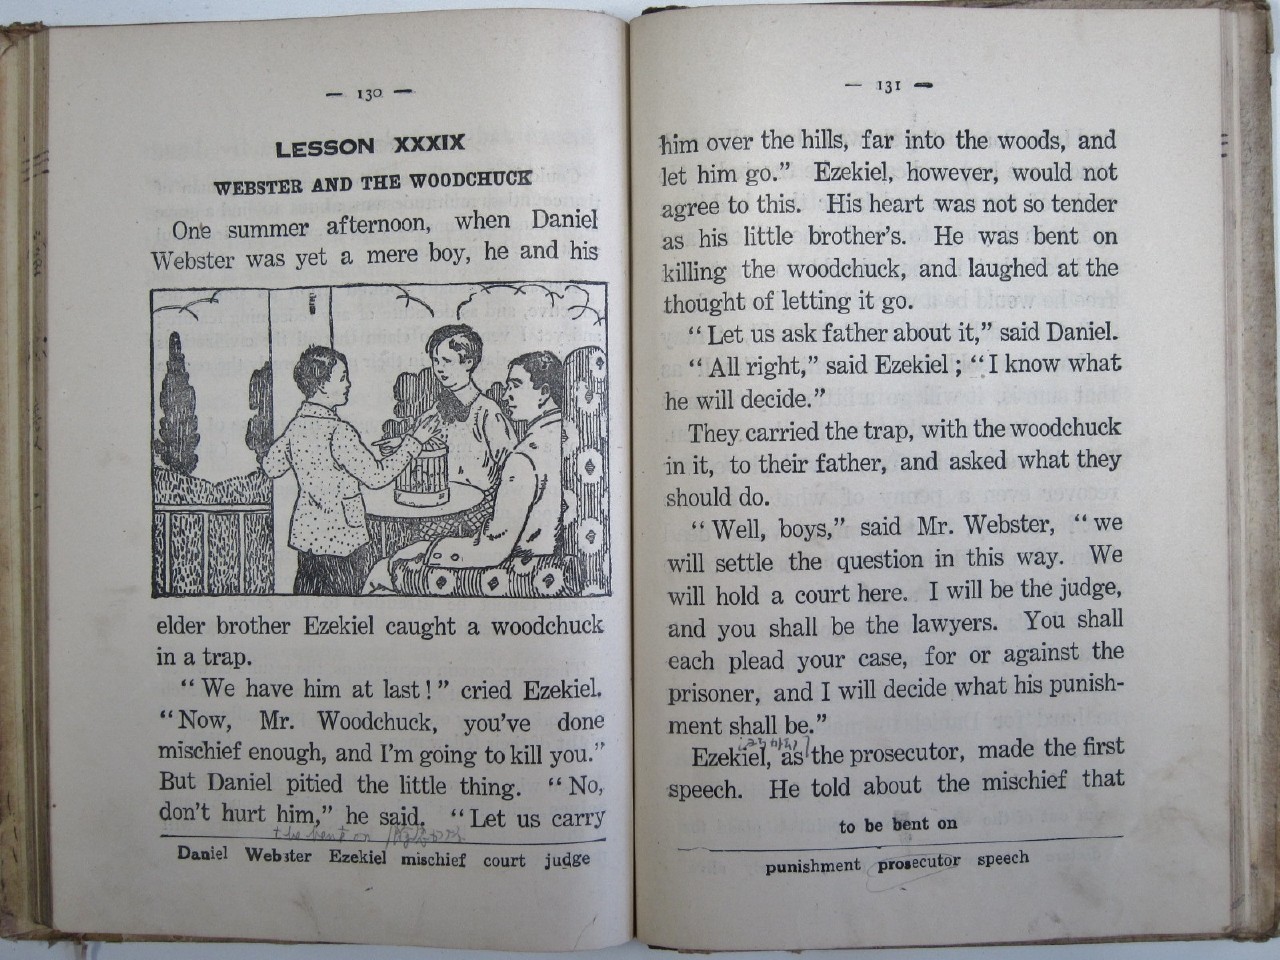 — 130 —
LESSON XXXIX
WEBSTER AND THE WOODCHUCK
One summer afternoon, when Daniel
Webster was yet a mere boy, he and his
elder brother Ezekiel caught a woodchuck
in a trap.
“ We have him at last ! ” cried Ezekiel.
“ Now, Mr. Woodchuck, you’ve done
mischief enough, and I’m going to kill you.”
But Daniel pitied the little thing. “ No,
don’t hurt him,” he said. “ Let us carry
Daniel Webster Ezekiel mischief court judge
— 131 —
him over the hills, far into the woods, and
let him go.” Ezekiel, however, would not
agree to this. His heart was not so tender
as his little brother’s. He was bent on
killing the woodchuck, and laughed at the
thought of letting it go.
“ Let us ask father about it,” said Daniel.
“ All right,” said Ezekiel ; “ I know what
he will decide.”
They carried the trap, with the woodchuck
in it, to their father, and asked what they
should do.
“ Well, boys,” said Mr. Webster, “ we
will settle the question in this way. We
will hold a court here. I will be the judge,
and you shall be the lawyers. You shall
each plead your case, for or against the
prisoner, and I will decide what his punish-
ment shall be.”
Ezekiel, as the prosecutor, made the first
speech. He told about the mischief that
to be bent on
punishment prosecutor speech